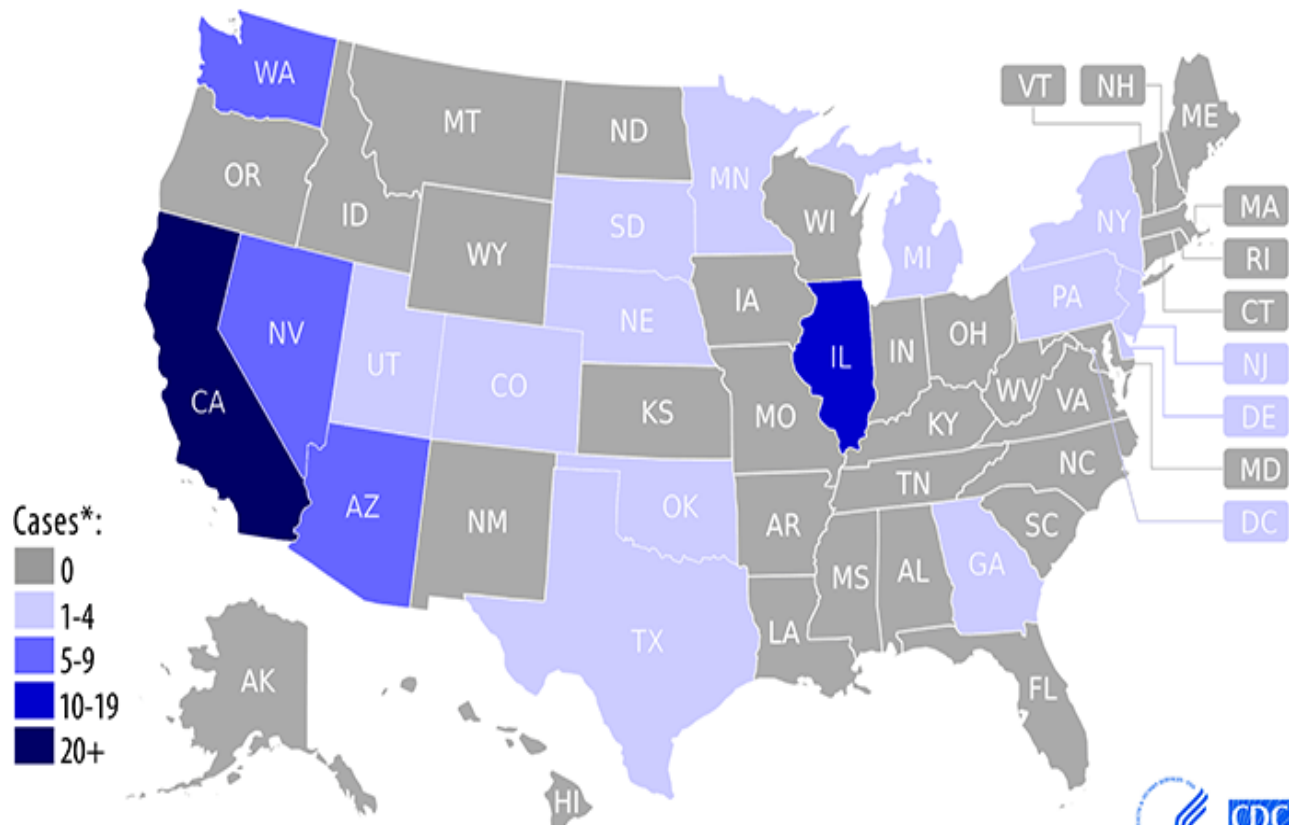 WA
MT
ND
MN
VT
NH
ME
OR
ID
SD
WI
NY
MA
WY
MI
RI
IA
NE
PA
CT
NV
UT
CO
IL
IN
OH
NJ
CA
KS
MO
WV
VA
DE
KY
MD
AZ
NM
OK
TN
NC
DC
AR
SC
MS
AL
GA
TX
LA
FL
AK
HI
Cases*:
0
1-4
5-9
10-19
20+
CDC